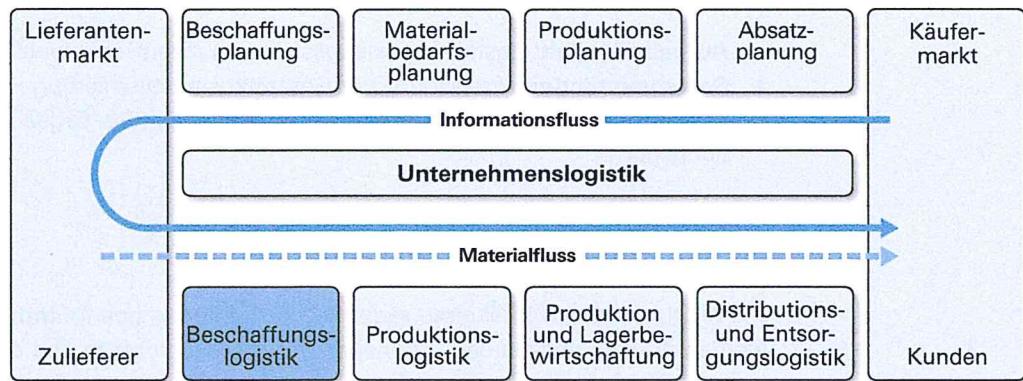 Lieferanten-
markt
Beschaffungs-
planung
Material-
bedarfs-
planung
Produktions-
planung
Absatz-
planung
Käufer-
markt
Informationsfluss
Unternehmenslogistik
Materialfluss
Zulieferer
Beschaffungs-
logistik
Produktions-
logistik
Produktion
und Lagerbe-
wirtschaftung
Distributions-
und Entsor-
gungslogistik
Kunden